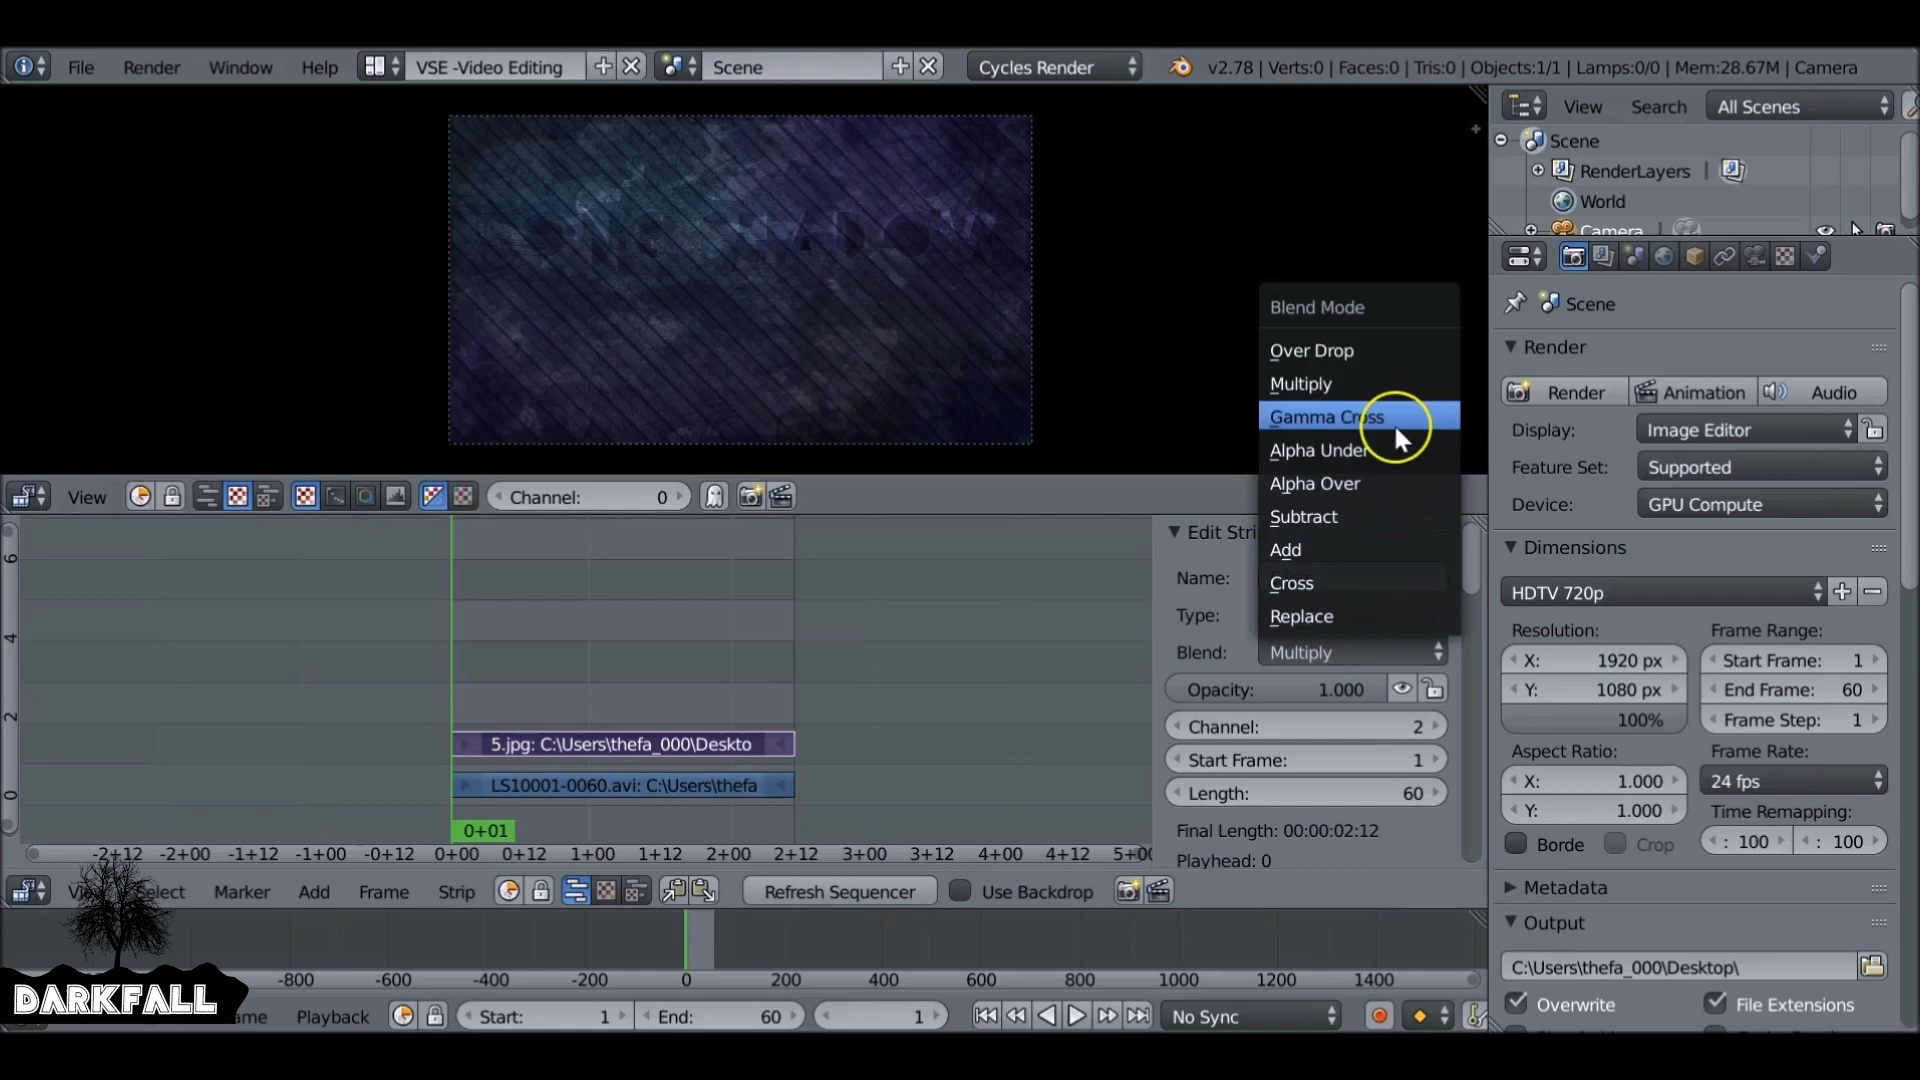 File Render Window Help VSE -Video Editing Scene Cycles Render v2.78 | Verts:0 | Faces:0 | Tris:0 | Objects:1/1 | Lamps:0/0 | Mem:28.67M | Camera
View Search All Scenes
Scene
RenderLayers
World
Camera
Scene
Render
Render Animation Audio
Display: Image Editor
Feature Set: Supported
Device: GPU Compute
Dimensions
HDTV 720p
Resolution: Frame Range:
X: 1920 px Start Frame: 1
Y: 1080 px End Frame: 60
100% Frame Step: 1
Aspect Ratio: Frame Rate:
X: 1.000 24 fps
Y: 1.000 Time Remapping:
Borde Crop : 100 : 100
Metadata
Output
C:\Users\thefa_000\Desktop\
Overwrite File Extensions
Blend Mode
Over Drop
Multiply
Gamma Cross
Alpha Under
Alpha Over
Subtract
Add
Cross
Replace
View Channel: 0
Edit Stri
Name:
Type:
Blend: Multiply
Opacity: 1.000
Channel: 2
Start Frame: 1
Length: 60
Final Length: 00:00:02:12
Playhead: 0
6
4
2
0
5.jpg: C:\Users\thefa_000\Deskto
LS10001-0060.avi: C:\Users\thefa
0+01
-2+12 -2+00 -1+12 -1+00 -0+12 0+00 0+12 1+00 1+12 2+00 2+12 3+00 3+12 4+00 4+12 5+00
Select Marker Add Frame Strip Refresh Sequencer Use Backdrop
-800 -600 -400 -200 0 200 400 600 800 1000 1200 1400
Playback Start: 1 End: 60 1 No Sync
DARKFALL